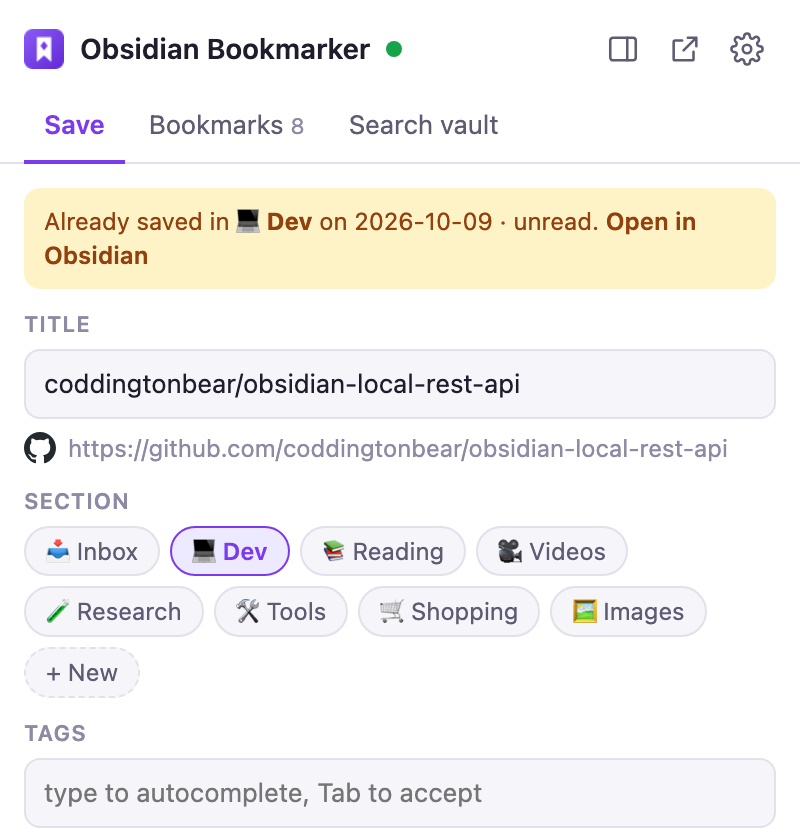 Obsidian Bookmarker
Save Bookmarks 8 Search vault
Already saved in 💻 Dev on 2026-10-09 · unread. Open in
Obsidian
TITLE
coddingtonbear/obsidian-local-rest-api
https://github.com/coddingtonbear/obsidian-local-rest-api
SECTION
📥 Inbox 💻 Dev 📚 Reading 🎥 Videos
🧪 Research 🛠️ Tools 🛒 Shopping 🖼️ Images
+ New
TAGS
type to autocomplete, Tab to accept